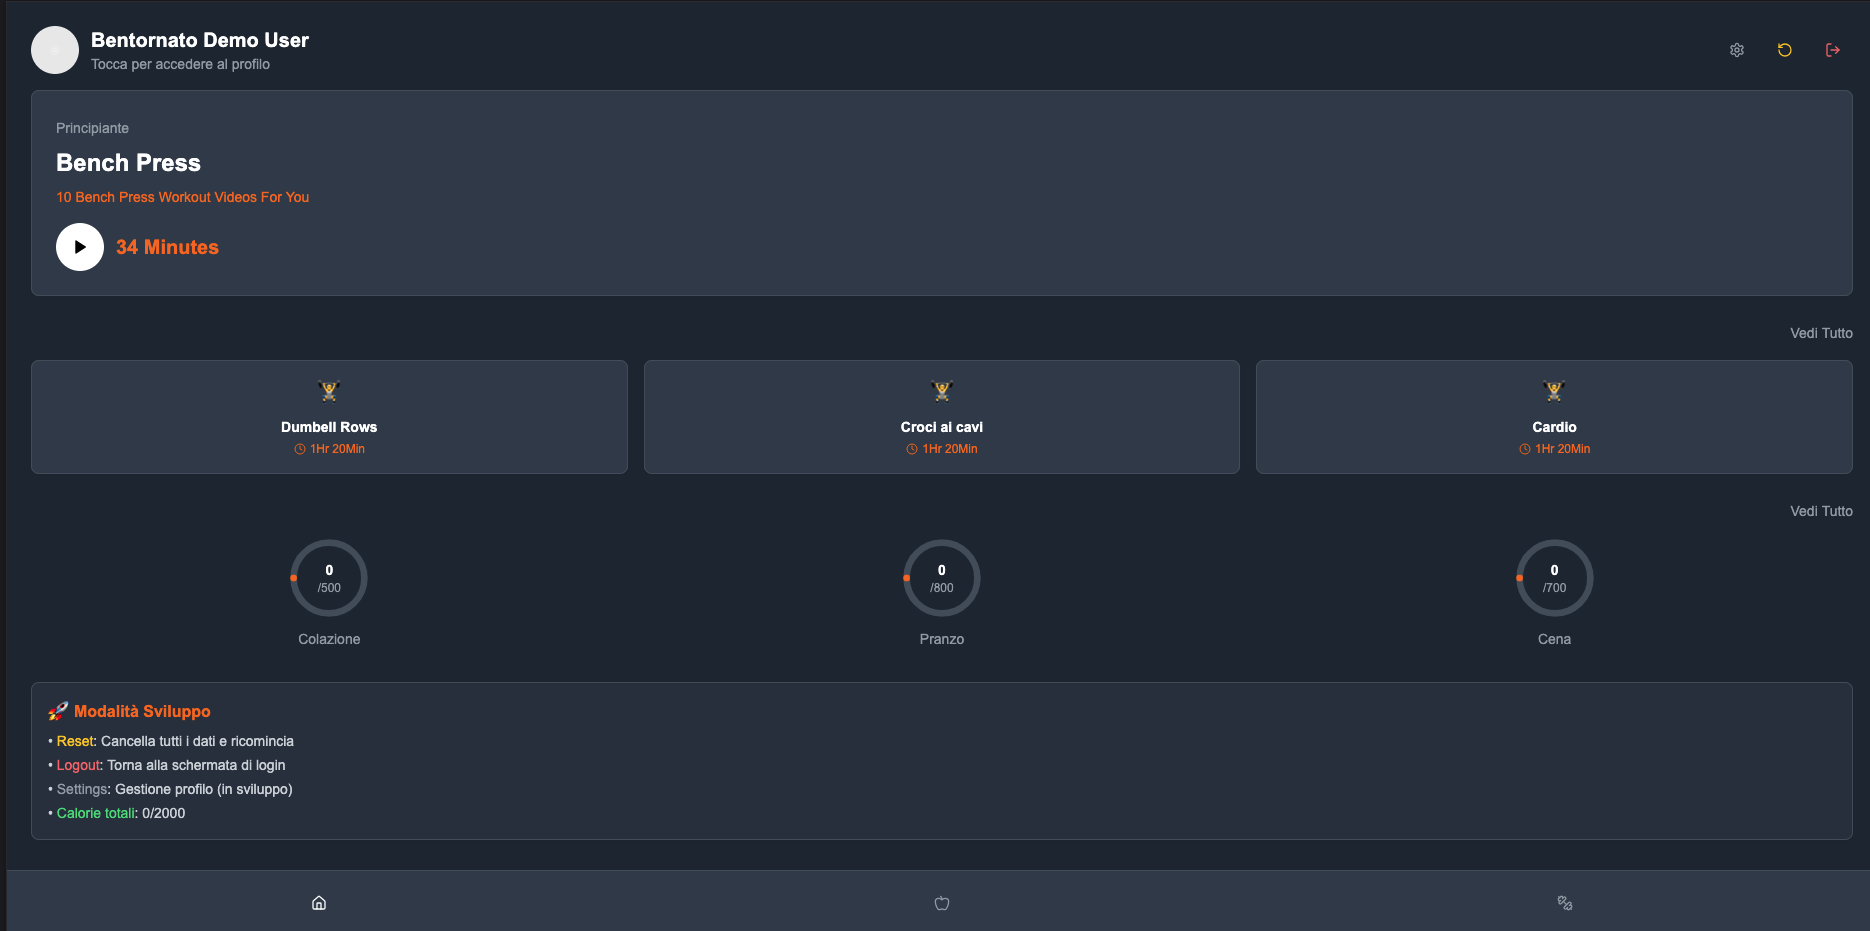 Bentornato Demo User
Tocca per accedere al profilo
Principiante
Bench Press
10 Bench Press Workout Videos For You
34 Minutes
Vedi Tutto
Dumbell Rows
1Hr 20Min
Croci ai cavi
1Hr 20Min
Cardio
1Hr 20Min
Vedi Tutto
0
/500
Colazione
0
/800
Pranzo
0
/700
Cena
🚀 Modalità Sviluppo
• Reset: Cancella tutti i dati e ricomincia
• Logout: Torna alla schermata di login
• Settings: Gestione profilo (in sviluppo)
• Calorie totali: 0/2000